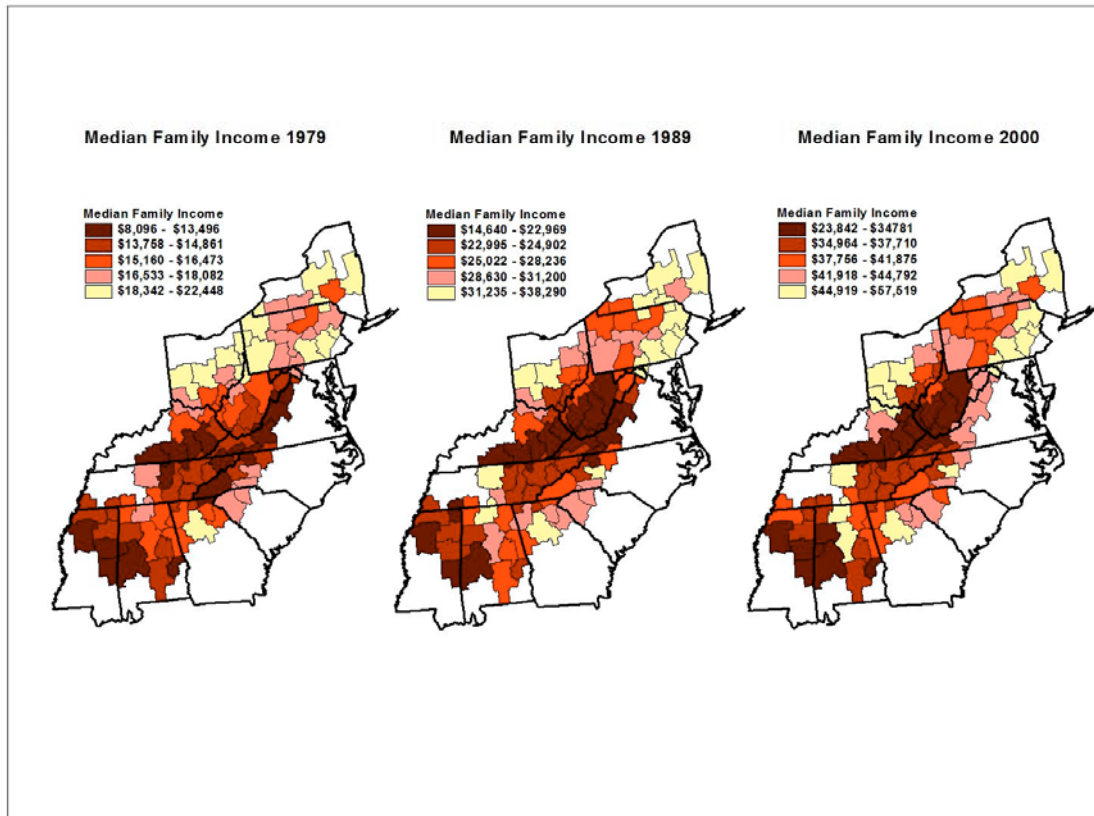 Median Family Income 1979
Median Family Income
$8,096 - $13,496
$13,758 - $14,861
$15,160 - $16,473
$16,533 - $18,082
$18,342 - $22,448
Median Family Income 1989
Median Family Income
$14,640 - $22,969
$22,995 - $24,902
$25,022 - $28,236
$28,630 - $31,200
$31,235 - $38,290
Median Family Income 2000
Median Family Income
$23,842 - $34781
$34,964 - $37,710
$37,756 - $41,875
$41,918 - $44,792
$44,919 - $57,519